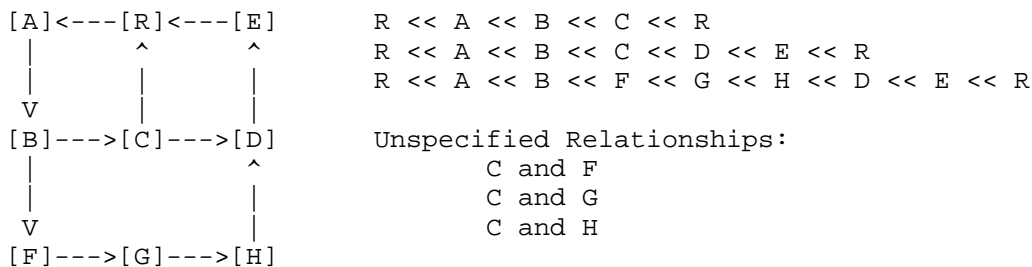 [A]<---[R]<---[E]      R << A << B << C << R
 |      ^      ^       R << A << B << C << D << E << R
 |      |      |       R << A << B << F << G << H << D << E << R
 V      |      |
[B]--->[C]--->[D]      Unspecified Relationships:
 |             ^             C and F
 |             |             C and G
 V             |             C and H
[F]--->[G]--->[H]